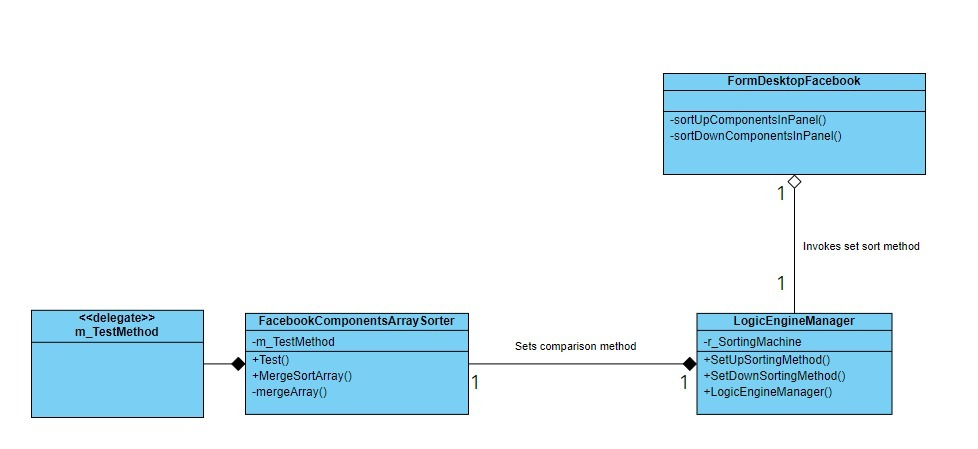 FormDesktopFacebook
-sortUpComponentsInPanel()
-sortDownComponentsInPanel()
1
Invokes set sort method
1
<<delegate>>
m_TestMethod
FacebookComponentsArraySorter
-m_TestMethod
+Test()
+MergeSortArray()
-mergeArray()
1
Sets comparison method
1
LogicEngineManager
-r_SortingMachine
+SetUpSortingMethod()
+SetDownSortingMethod()
+LogicEngineManager()